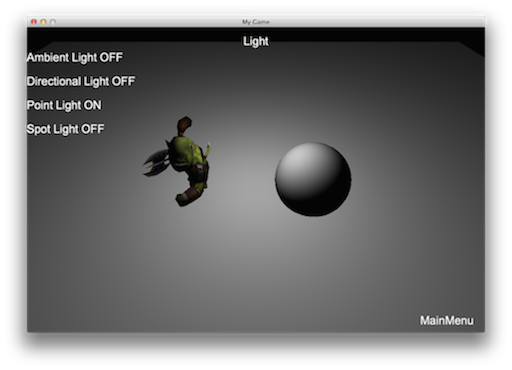 My Game
Light
Ambient Light OFF
Directional Light OFF
Point Light ON
Spot Light OFF
MainMenu